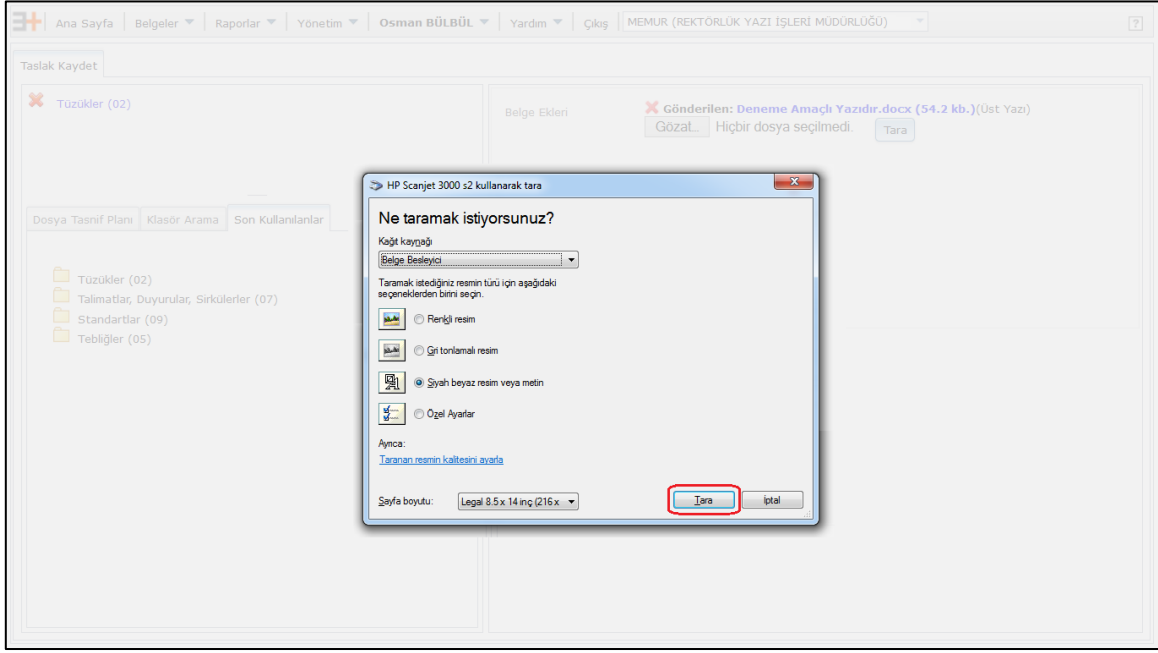 Ana Sayfa Belgeler Raporlar Yönetim Osman BÜLBÜL Yardım Çıkış MEMUR (REKTÖRLÜK YAZI İŞLERİ MÜDÜRLÜĞÜ) ?
Taslak Kaydet
Tüzükler (02)
Belge Ekleri
Gönderilen: Deneme Amaçlı Yazıdır.docx (54.2 kb.)(Üst Yazı)
Gözat... Hiçbir dosya seçilmedi. Tara
Dosya Tasnif Planı Klasör Arama Son Kullanılanlar
Tüzükler (02)
Talimatlar, Duyurular, Sirkülerler (07)
Standartlar (09)
Tebliğler (05)
HP Scanjet 3000 s2 kullanarak tara
Ne taramak istiyorsunuz?
Kağıt kaynağı
Belge Besleyici
Taramak istediğiniz resmin türü için aşağıdaki
seçeneklerden birini seçin.
Renkli resim
Gri tonlamalı resim
Siyah beyaz resim veya metin
Özel Ayarlar
Ayrıca:
Taranan resmin kalitesini ayarla
Sayfa boyutu: Legal 8.5 x 14 inç (216 x Tara İptal